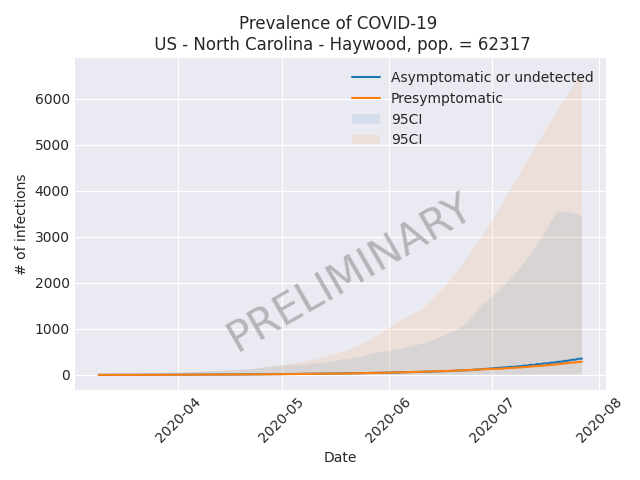 Prevalence of COVID-19
US - North Carolina - Haywood, pop. = 62317
Asymptomatic or undetected
Presymptomatic
95CI
95CI
PRELIMINARY
# of infections
6000
5000
4000
3000
2000
1000
0
2020-04
2020-05
2020-06
2020-07
2020-08
Date